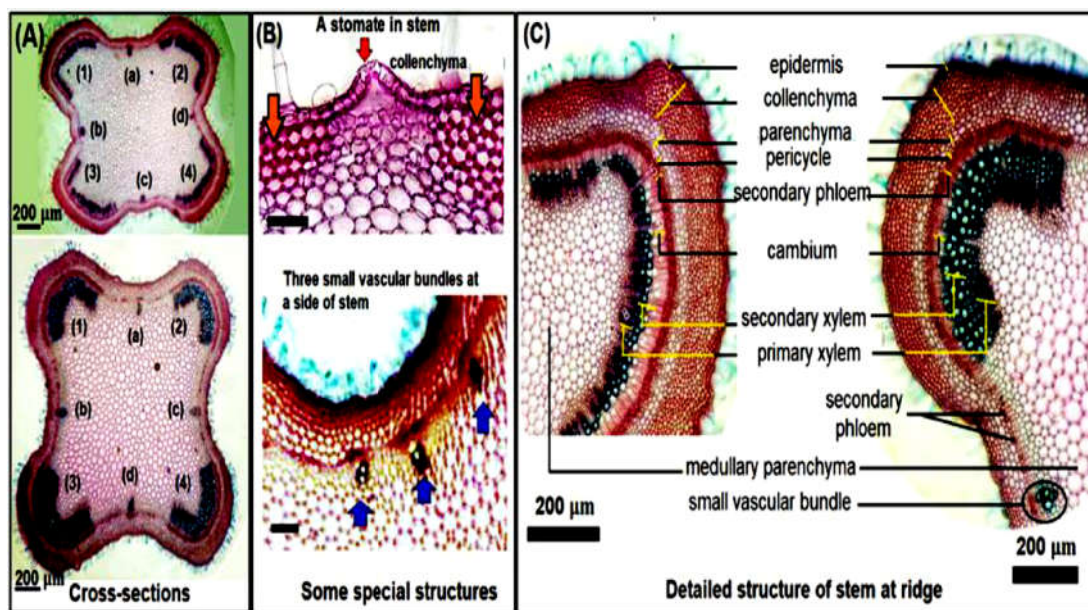 (A)
(1)
(a)
(2)
(b)
(d)
(3)
(c)
(4)
200 µm
(1)
(a)
(2)
(b)
(c)
(3)
(d)
(4)
200 µm
Cross-sections
(B)
A stomate in stem
collenchyma
Three small vascular bundles at
a side of stem
Some special structures
(C)
epidermis
collenchyma
parenchyma
pericycle
secondary phloem
cambium
secondary xylem
primary xylem
secondary
phloem
medullary parenchyma
small vascular bundle
200 µm
200 µm
Detailed structure of stem at ridge